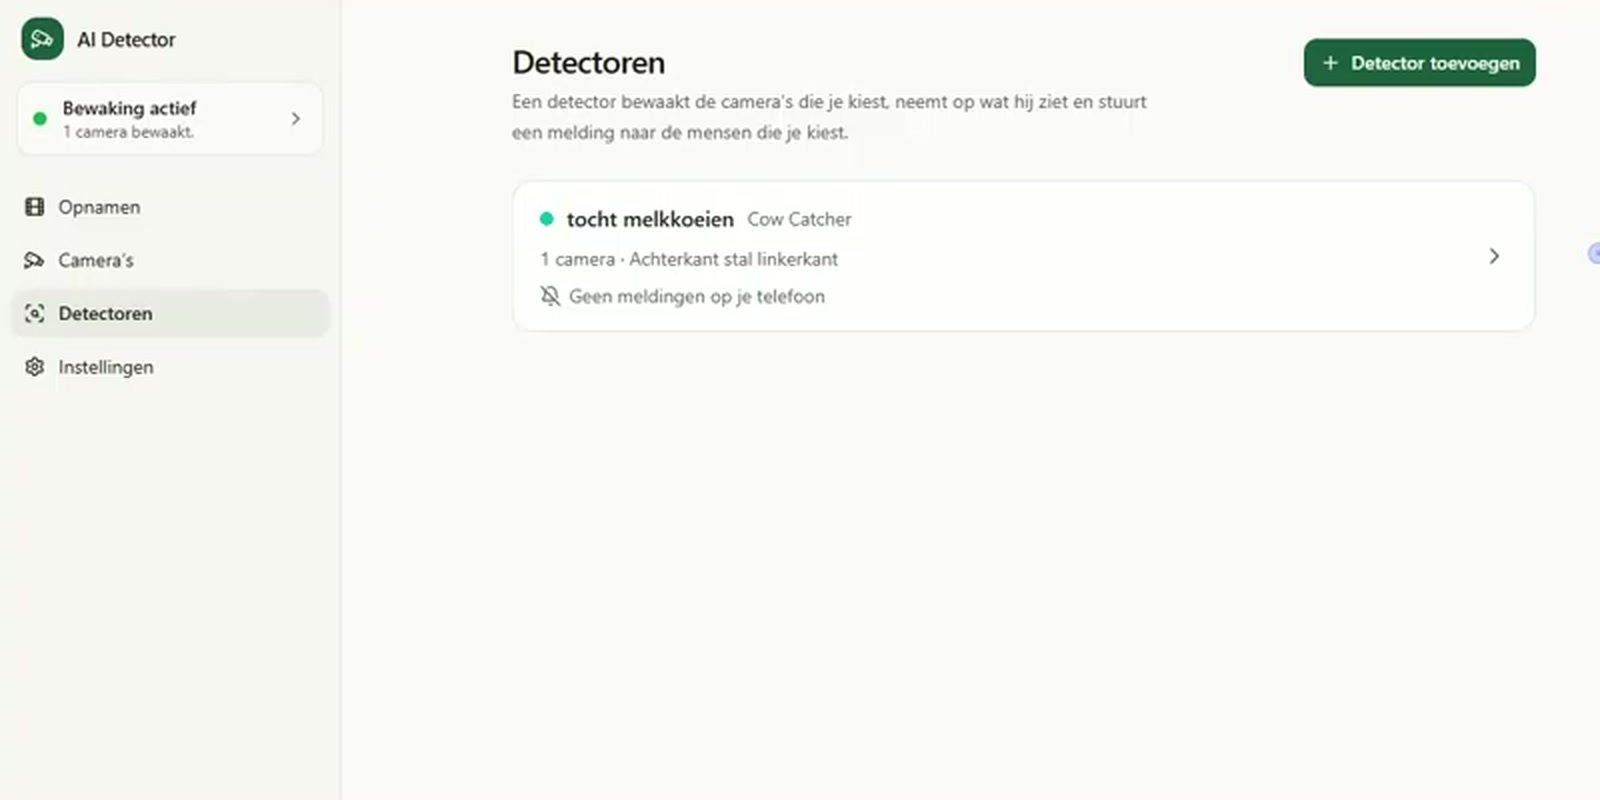 AI Detector
Bewaking actief
1 camera bewaakt.
Opnamen
Camera's
Detectoren
Instellingen
Detectoren
Een detector bewaakt de camera's die je kiest, neemt op wat hij ziet en stuurt
een melding naar de mensen die je kiest.
Detector toevoegen
tocht melkkoeien Cow Catcher
1 camera · Achterkant stal linkerkant
Geen meldingen op je telefoon